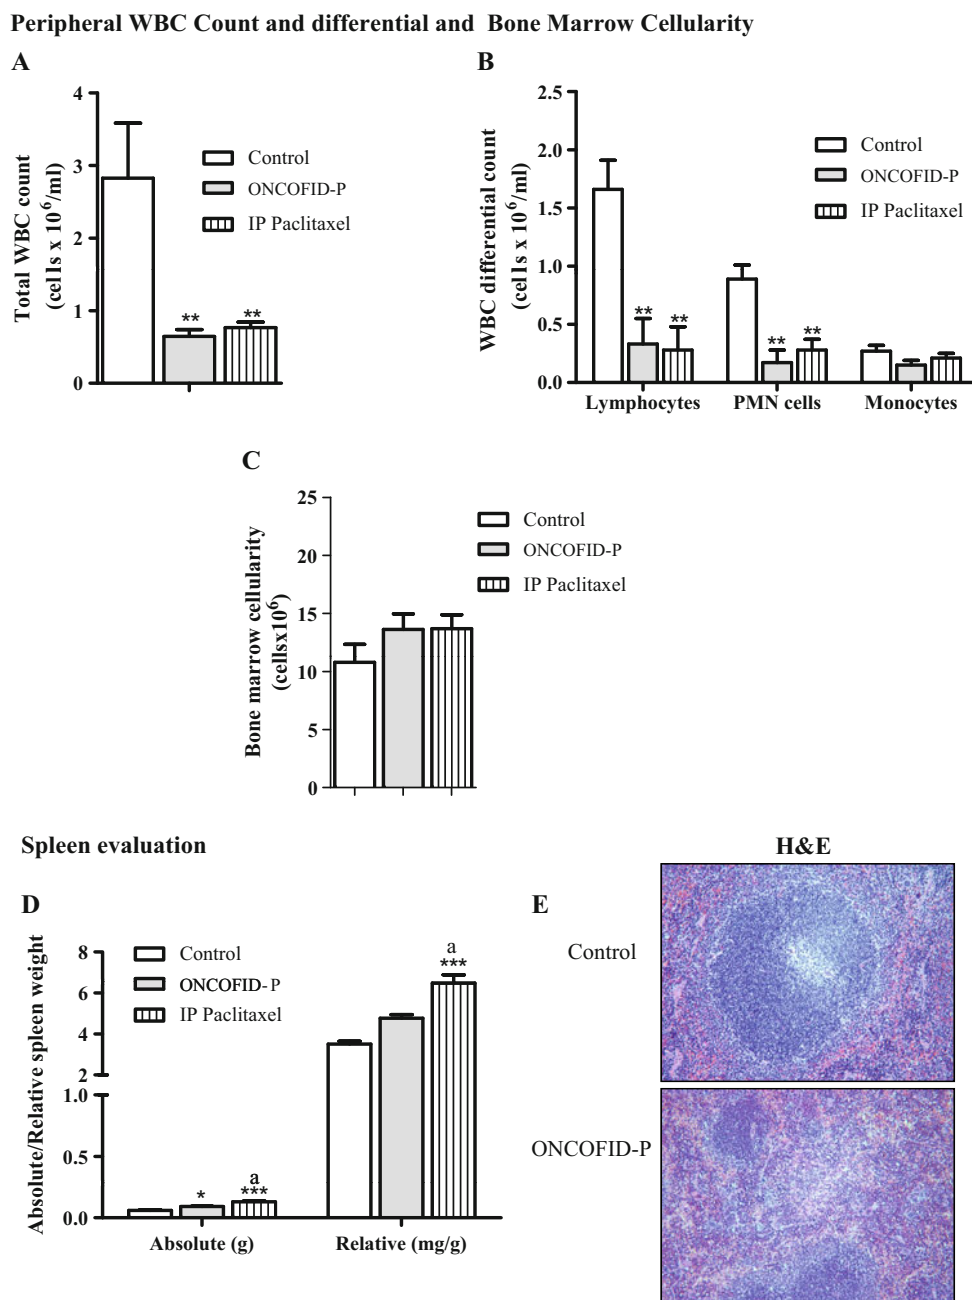 Peripheral WBC Count and differential and Bone Marrow Cellularity
A
Total WBC count
(cells x 10⁶/ml)
4
3
2
1
0
Control
ONCOFID-P
IP Paclitaxel
**
**
B
WBC differential count
(cells x 10⁶/ml)
2.5
2.0
1.5
1.0
0.5
0.0
Control
ONCOFID-P
IP Paclitaxel
** **
** **
Lymphocytes PMN cells Monocytes
C
Bone marrow cellularity
(cellsx10⁶)
25
20
15
10
5
0
Control
ONCOFID-P
IP Paclitaxel
Spleen evaluation
D
Absolute/Relative spleen weight
8
6
4
2
1.0
0.5
0.0
Control
ONCOFID-P
IP Paclitaxel
*
a
***
a
***
Absolute (g) Relative (mg/g)
H&E
E
Control
ONCOFID-P